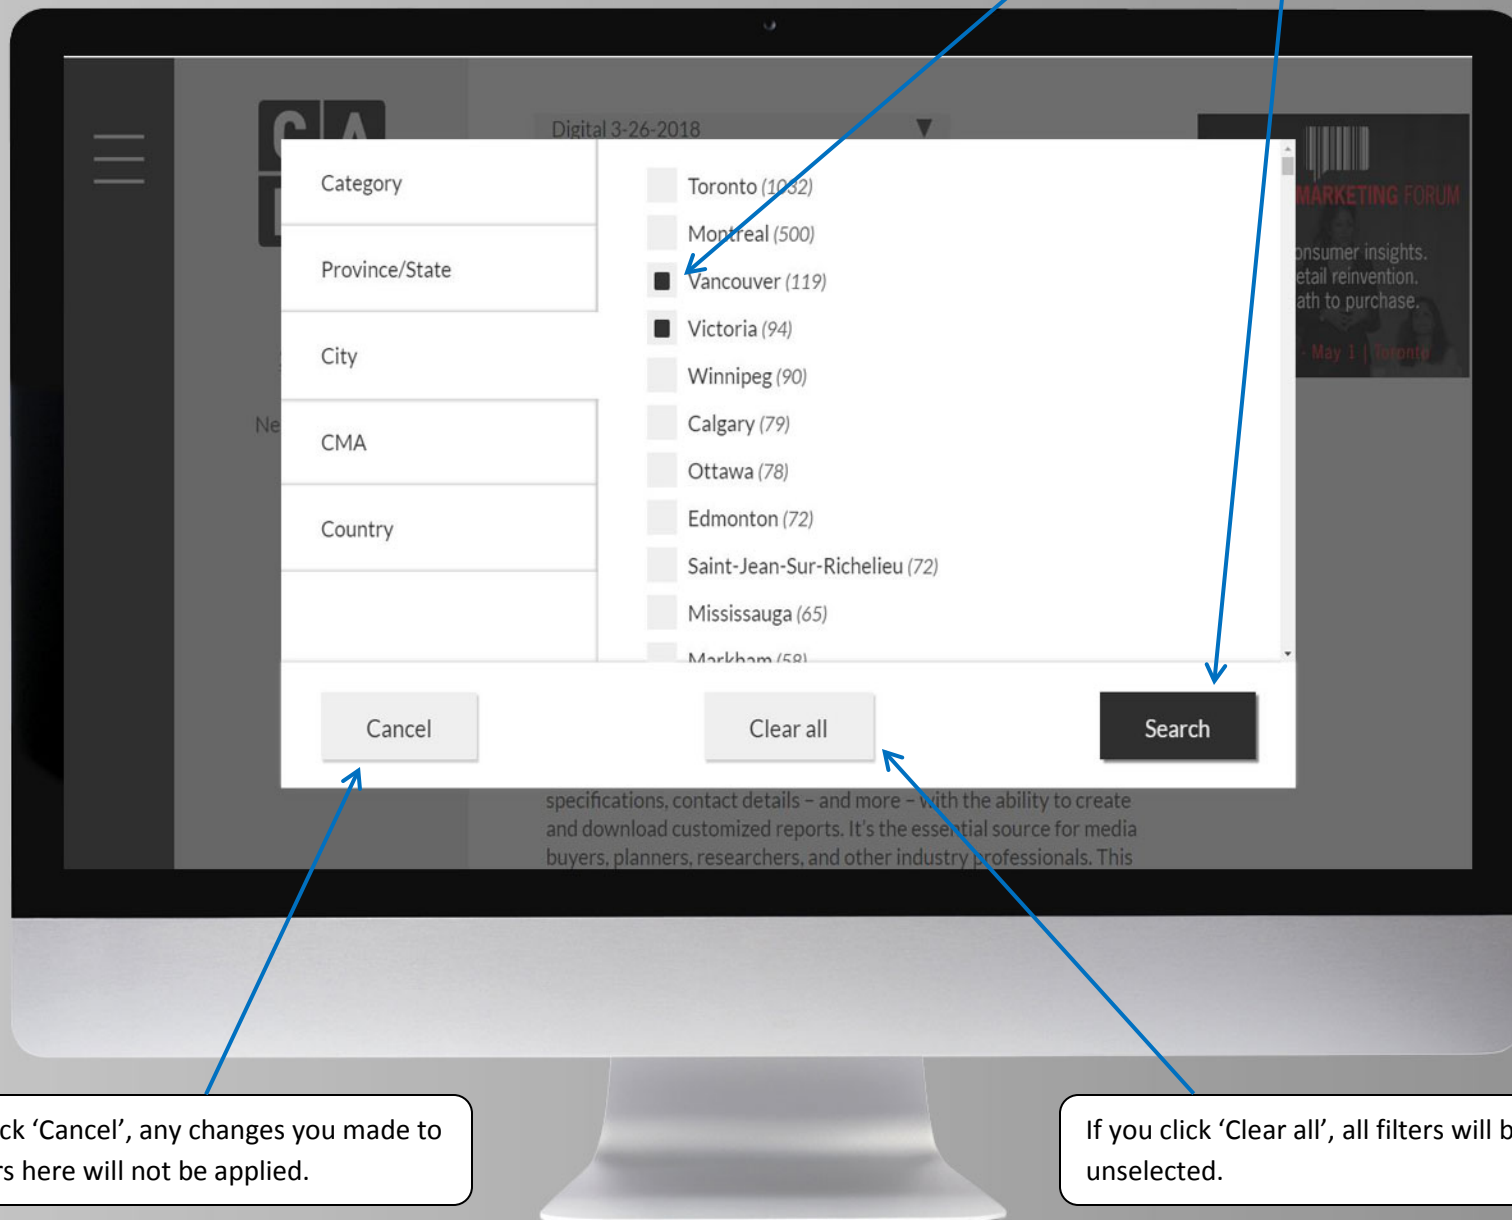 CA
Digital 3-26-2018
MARKETING FORUM
onsumer insights.
etail reinvention.
ath to purchase.
- May 1 | Toronto
Ne
Category
Province/State
City
CMA
Country
Toronto (1032)
Montreal (500)
Vancouver (119)
Victoria (94)
Winnipeg (90)
Calgary (79)
Ottawa (78)
Edmonton (72)
Saint-Jean-Sur-Richelieu (72)
Mississauga (65)
Markham (58)
Cancel
Clear all
Search
specifications, contact details – and more – with the ability to create
and download customized reports. It's the essential source for media
buyers, planners, researchers, and other industry professionals. This
ck ‘Cancel’, any changes you made to
rs here will not be applied.
If you click ‘Clear all’, all filters will b
unselected.